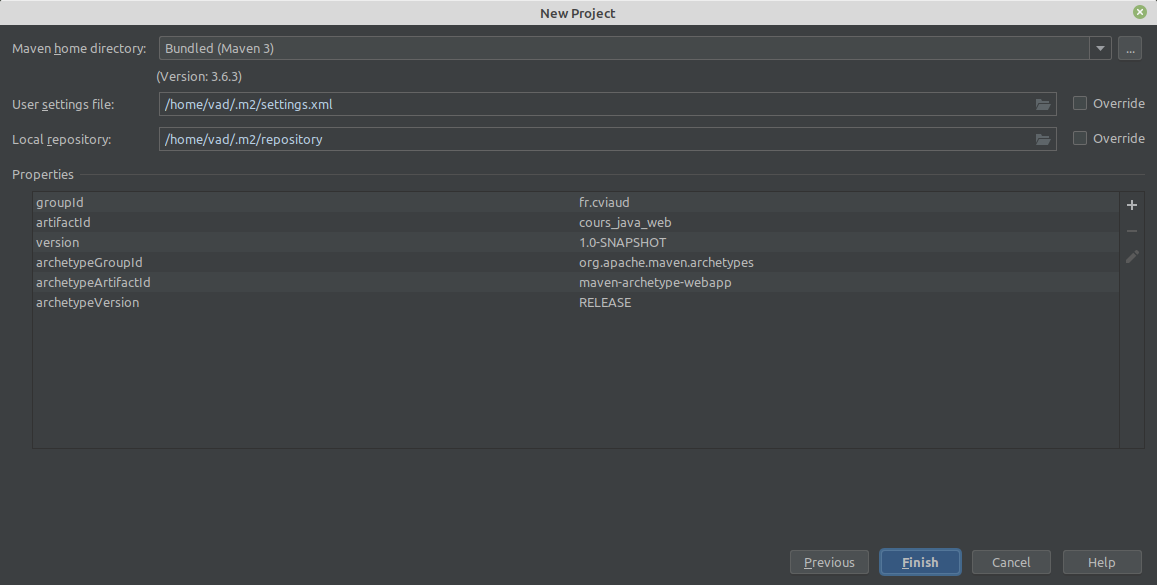 New Project
Maven home directory: Bundled (Maven 3) ...
(Version: 3.6.3)
User settings file: /home/vad/.m2/settings.xml Override
Local repository: /home/vad/.m2/repository Override
Properties
groupId fr.cviaud
artifactId cours_java_web
version 1.0-SNAPSHOT
archetypeGroupId org.apache.maven.archetypes
archetypeArtifactId maven-archetype-webapp
archetypeVersion RELEASE
Previous Finish Cancel Help